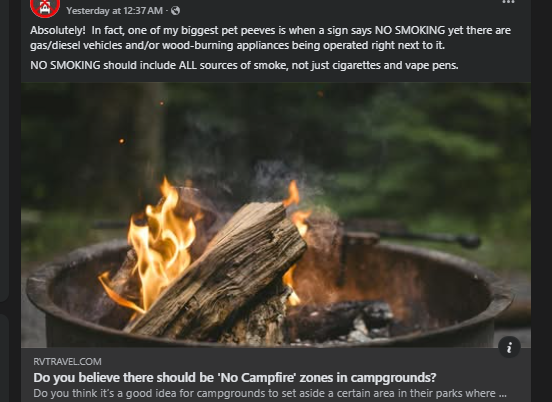 Yesterday at 12:37 AM ·
Absolutely! In fact, one of my biggest pet peeves is when a sign says NO SMOKING yet there are
gas/diesel vehicles and/or wood-burning appliances being operated right next to it.
NO SMOKING should include ALL sources of smoke, not just cigarettes and vape pens.
i
RVTRAVEL.COM
Do you believe there should be 'No Campfire' zones in campgrounds?
Do you think it's a good idea for campgrounds to set aside a certain area in their parks where ...